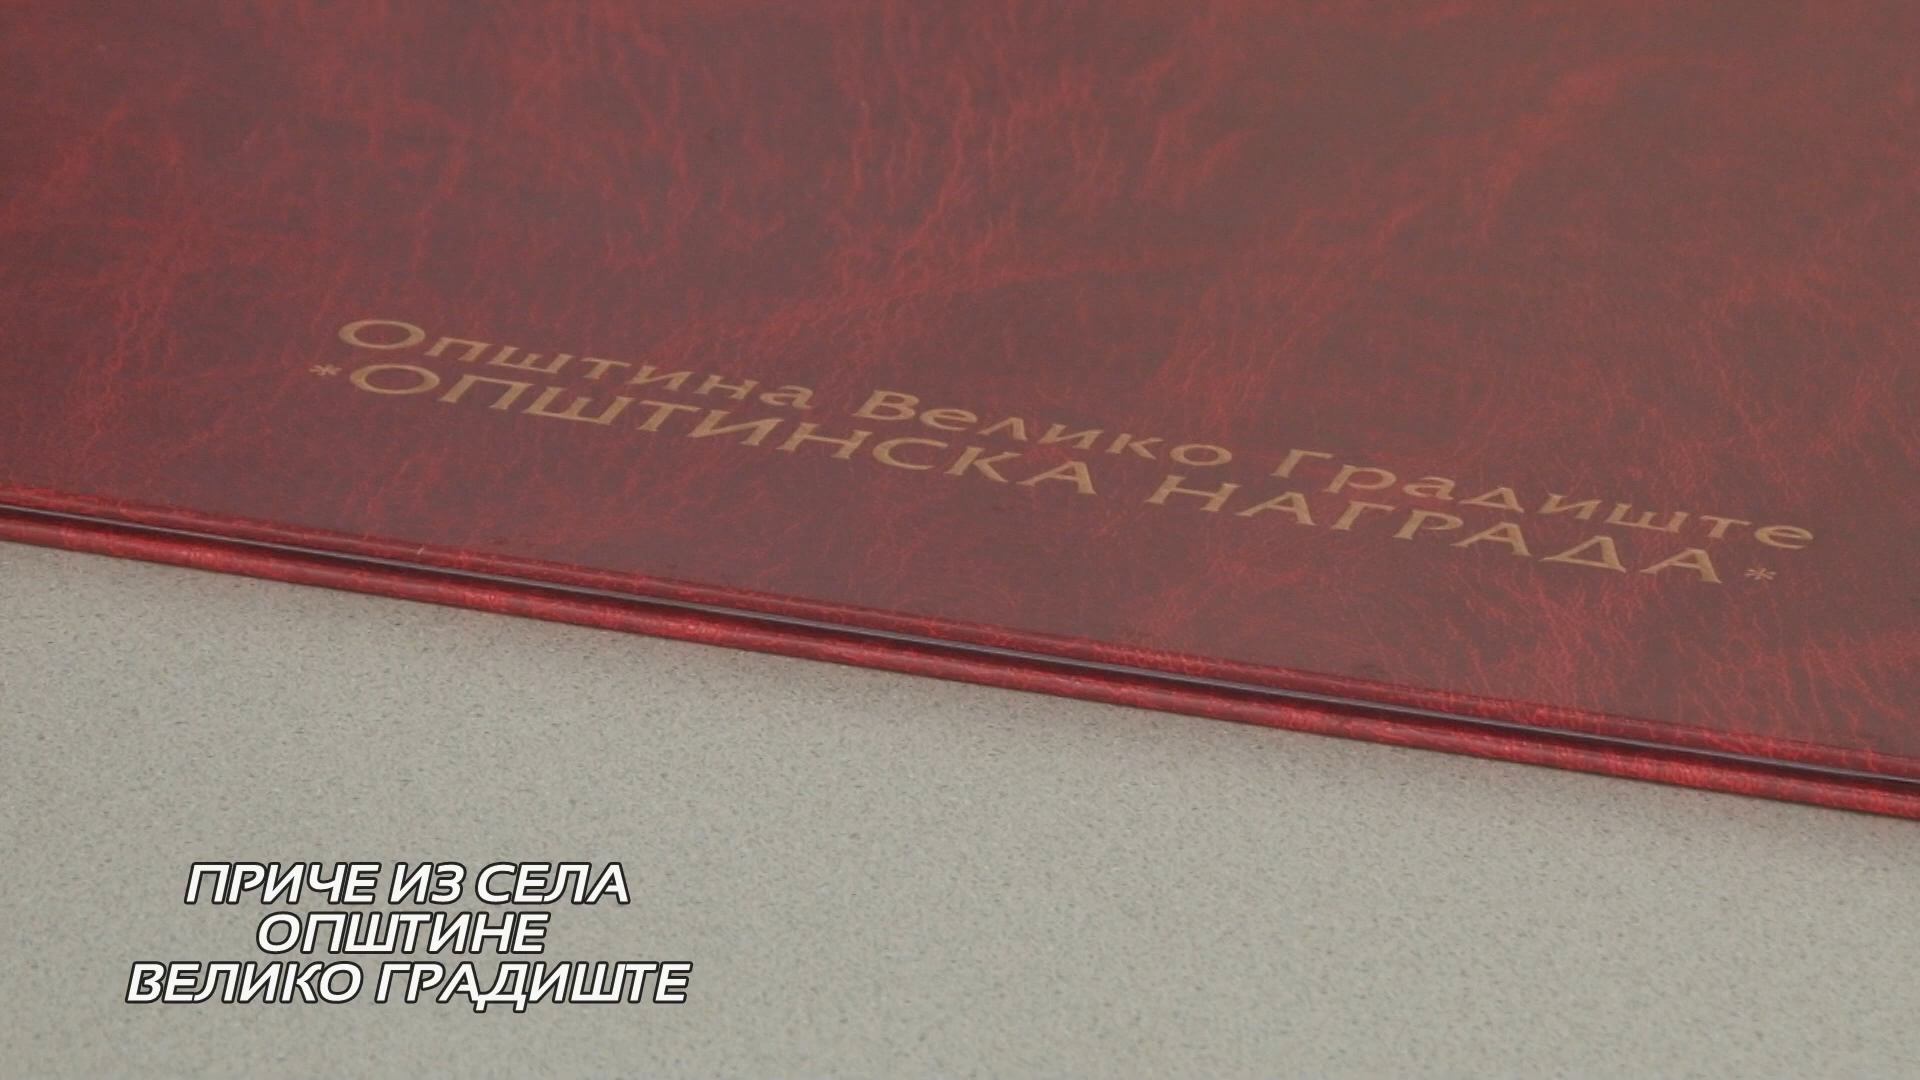 Општина Велико Градиште
*ОПШТИНСКА НАГРАДА*
ПРИЧЕ ИЗ СЕЛА
ОПШТИНЕ
ВЕЛИКО ГРАДИШТЕ